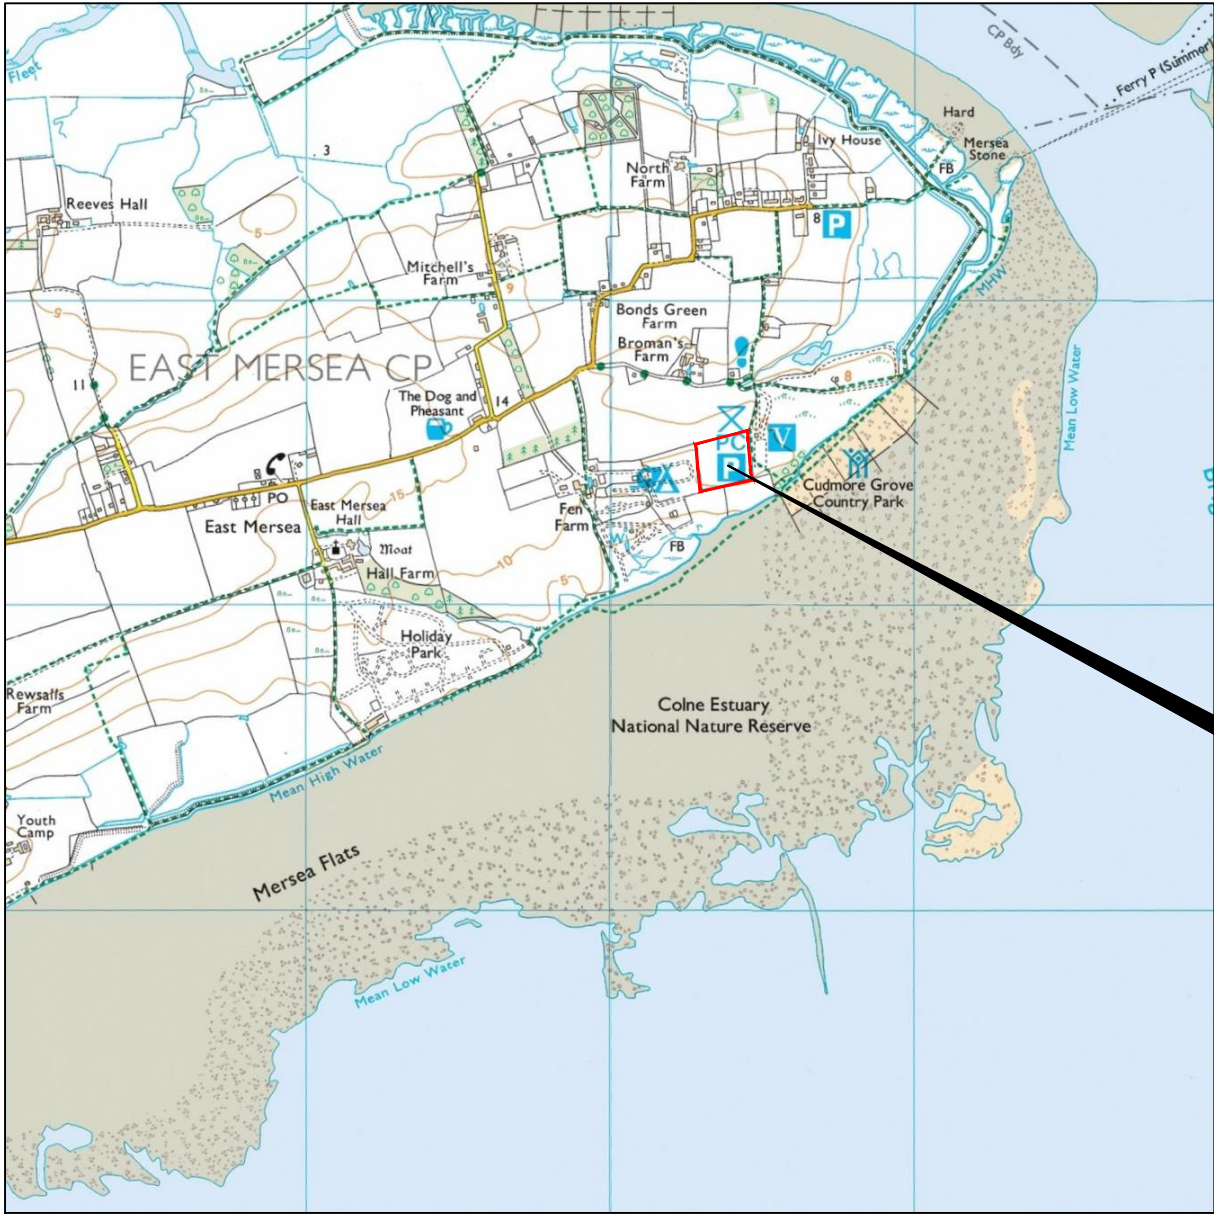 Fleet
CP Bdy
Ferry P (Summer)
Hard
Mersea
Stone
FB
Ivy House
3
North
Farm
8
P
Reeves Hall
5
Mitchell's
Farm
9
MHW
5
Bonds Green
Farm
Broman's
Farm
8
EAST MERSEA CP
11
The Dog and
Pheasant
14
Mean Low Water
PC
V
P
Cudmore Grove
Country Park
PO
15
East Mersea
East Mersea
Hall
Fen
Farm
Moat
Hall Farm
W
FB
10
5
Holiday
Park
Rewsalls
Farm
Colne Estuary
National Nature Reserve
Mean High Water
Youth
Camp
Mersea Flats
Mean Low Water